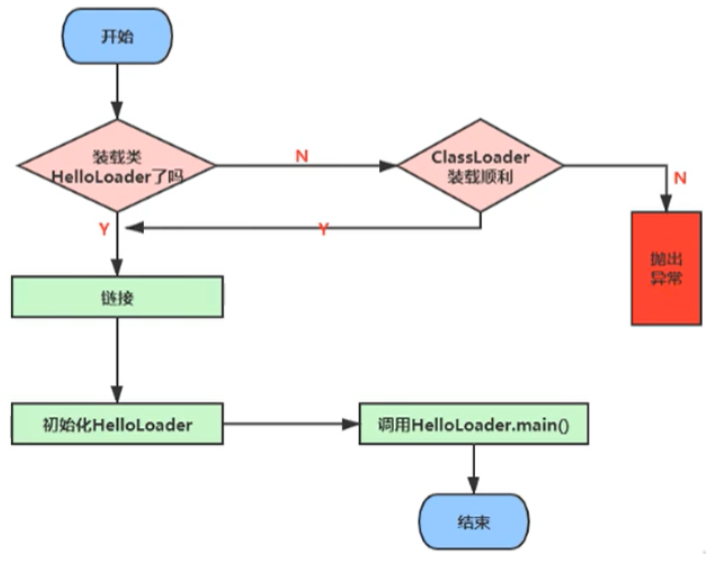 开始
装载类
HelloLoader了吗
N
ClassLoader
装载顺利
N
Y
Y
抛出
异常
链接
初始化HelloLoader
调用HelloLoader.main()
结束